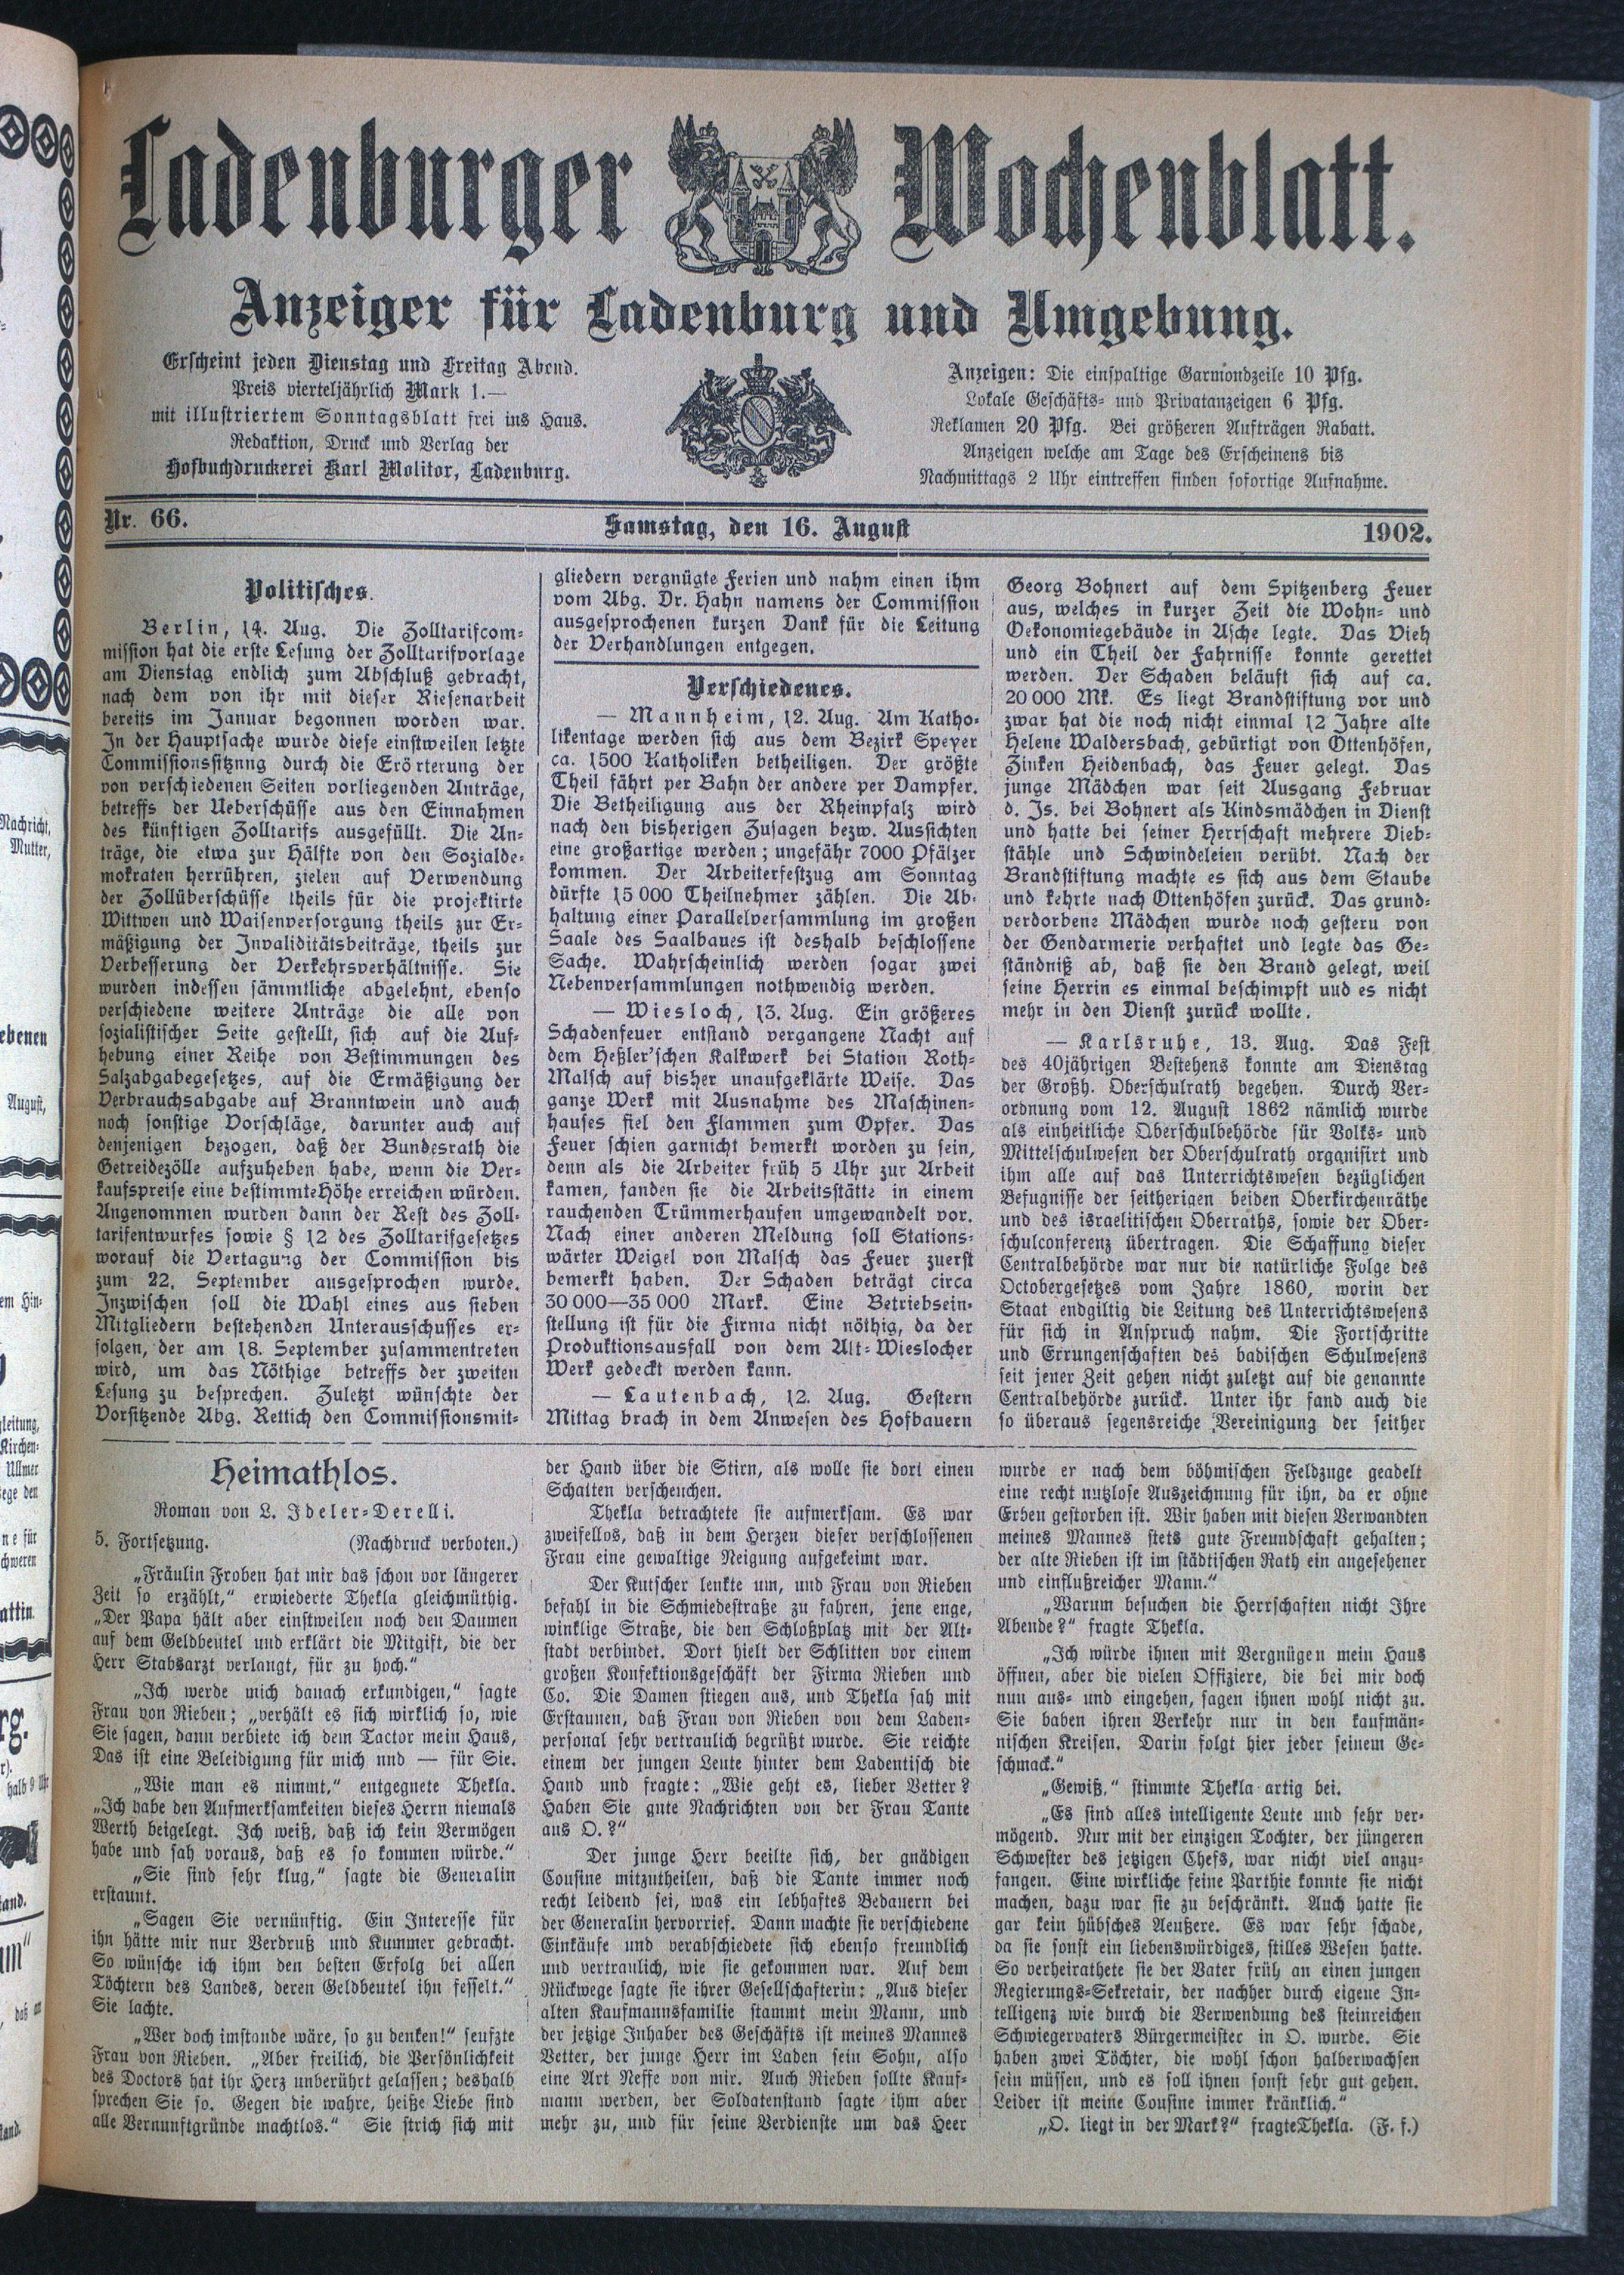 Ladenburger Wochenblatt.
Anzeiger für Ladenburg und Umgebung.
Erscheint jeden Dienstag und Freitag Abend.
Preis vierteljährlich Mark 1.—
mit illustriertem Sonntagsblatt frei ins Haus.
Redaktion, Druck und Verlag der
Hofbuchdruckerei Karl Molitor, Ladenburg.
Anzeigen: Die einspaltige Garmondzeile 10 Pfg.
Lokale Geschäfts- und Privatanzeigen 6 Pfg.
Reklamen 20 Pfg. Bei größeren Aufträgen Rabatt.
Anzeigen welche am Tage des Erscheinens bis
Nachmittags 2 Uhr eintreffen finden sofortige Aufnahme.
Nr. 66. Samstag, den 16. August 1902.
Politisches.
Berlin, 14. Aug. Die Zolltarifcom-
mission hat die erste Lesung der Zolltarifvorlage
am Dienstag endlich zum Abschluß gebracht,
nach dem von ihr mit dieser Riesenarbeit
bereits im Januar begonnen worden war.
In der Hauptsache wurde diese einstweilen letzte
Commissionssitzung durch die Erörterung der
von verschiedenen Seiten vorliegenden Anträge,
betreffs der Ueberschüsse aus den Einnahmen
des künftigen Zolltarifs ausgefüllt. Die An-
träge, die etwa zur Hälfte von den Sozialde-
mokraten herrühren, zielen auf Verwendung
der Zollüberschüsse theils für die projektirte
Wittwen und Waisenversorgung theils zur Er-
mäßigung der Invaliditätsbeiträge, theils zur
Verbesserung der Verkehrsverhältnisse. Sie
wurden indessen sämmtliche abgelehnt, ebenso
verschiedene weitere Anträge die alle von
sozialistischer Seite gestellt, sich auf die Auf-
hebung einer Reihe von Bestimmungen des
Salzabgabegesetzes, auf die Ermäßigung der
Verbrauchsabgabe auf Branntwein und auch
noch sonstige Vorschläge, darunter auch auf
denjenigen bezogen, daß der Bundesrath die
Getreidezölle aufzuheben habe, wenn die Ver-
kaufspreise eine bestimmteHöhe erreichen würden.
Angenommen wurden dann der Rest des Zoll-
tarifentwurfes sowie § 12 des Zolltarifgesetzes
worauf die Vertagung der Commission bis
zum 22. September ausgesprochen wurde.
Inzwischen soll die Wahl eines aus sieben
Mitgliedern bestehenden Unterausschusses er-
folgen, der am 18. September zusammentreten
wird, um das Nöthige betreffs der zweiten
Lesung zu besprechen. Zuletzt wünschte der
Vorsitzende Abg. Rettich den Commissionsmit-
gliedern vergnügte Ferien und nahm einen ihm
vom Abg. Dr. Hahn namens der Commission
ausgesprochenen kurzen Dank für die Leitung
der Verhandlungen entgegen.
Verschiedenes.
— Mannheim, 12. Aug. Am Katho-
likentage werden sich aus dem Bezirk Speyer
ca. 1500 Katholiken betheiligen. Der größte
Theil fährt per Bahn der andere per Dampfer.
Die Betheiligung aus der Rheinpfalz wird
nach den bisherigen Zusagen bezw. Aussichten
eine großartige werden; ungefähr 7000 Pfälzer
kommen. Der Arbeiterfestzug am Sonntag
dürfte 15 000 Theilnehmer zählen. Die Ab-
haltung einer Parallelversammlung im großen
Saale des Saalbaues ist deshalb beschlossene
Sache. Wahrscheinlich werden sogar zwei
Nebenversammlungen nothwendig werden.
— Wiesloch, 13. Aug. Ein größeres
Schadenfeuer entstand vergangene Nacht auf
dem Heßler'schen Kalkwerk bei Station Roth-
Malsch auf bisher unaufgeklärte Weise. Das
ganze Werk mit Ausnahme des Maschinen-
hauses fiel den Flammen zum Opfer. Das
Feuer schien garnicht bemerkt worden zu sein,
denn als die Arbeiter früh 5 Uhr zur Arbeit
kamen, fanden sie die Arbeitsstätte in einem
rauchenden Trümmerhaufen umgewandelt vor.
Nach einer anderen Meldung soll Stations-
wärter Weigel von Malsch das Feuer zuerst
bemerkt haben. Der Schaden beträgt circa
30 000—35 000 Mark. Eine Betriebsein-
stellung ist für die Firma nicht nöthig, da der
Produktionsausfall von dem Alt-Wieslocher
Werk gedeckt werden kann.
— Lautenbach, 12. Aug. Gestern
Mittag brach in dem Anwesen des Hofbauern
Georg Bohnert auf dem Spitzenberg Feuer
aus, welches in kurzer Zeit die Wohn- und
Oekonomiegebäude in Asche legte. Das Vieh
und ein Theil der Fahrnisse konnte gerettet
werden. Der Schaden beläuft sich auf ca.
20 000 Mk. Es liegt Brandstiftung vor und
zwar hat die noch nicht einmal 12 Jahre alte
Helene Waldersbach, gebürtigt von Ottenhöfen,
Zinken Heidenbach, das Feuer gelegt. Das
junge Mädchen war seit Ausgang Februar
d. Js. bei Bohnert als Kindsmädchen in Dienst
und hatte bei seiner Herrschaft mehrere Dieb-
stähle und Schwindeleien verübt. Nach der
Brandstiftung machte es sich aus dem Staube
und kehrte nach Ottenhöfen zurück. Das grund-
verdorbene Mädchen wurde noch gestern von
der Gendarmerie verhaftet und legte das Ge-
ständniß ab, daß sie den Brand gelegt, weil
seine Herrin es einmal beschimpft und es nicht
mehr in den Dienst zurück wollte.
— Karlsruhe, 13. Aug. Das Fest
des 40jährigen Bestehens konnte am Dienstag
der Großh. Oberschulrath begehen. Durch Ver-
ordnung vom 12. August 1862 nämlich wurde
als einheitliche Oberschulbehörde für Volks- und
Mittelschulwesen der Oberschulrath organisirt und
ihm alle auf das Unterrichtswesen bezüglichen
Befugnisse der seitherigen beiden Oberkirchenräthe
und des israelitischen Oberraths, sowie der Ober-
schulconferenz übertragen. Die Schaffung dieser
Centralbehörde war nur die natürliche Folge des
Octobergesetzes vom Jahre 1860, worin der
Staat endgiltig die Leitung des Unterrichtswesens
für sich in Anspruch nahm. Die Fortschritte
und Errungenschaften des badischen Schulwesens
seit jener Zeit gehen nicht zuletzt auf die genannte
Centralbehörde zurück. Unter ihr fand auch die
so überaus segensreiche Vereinigung der seither
Heimathlos.
Roman von L. Ideler-Derelli.
5. Fortsetzung. (Nachdruck verboten.)
„Fräulein Froben hat mir das schon vor längerer
Zeit so erzählt,“ erwiederte Thekla gleichmüthig.
„Der Papa hält aber einstweilen noch den Daumen
auf dem Geldbeutel und erklärt die Mitgift, die der
Herr Stabsarzt verlangt, für zu hoch.“
„Ich werde mich danach erkundigen,“ sagte
Frau von Rieben; „verhält es sich wirklich so, wie
Sie sagen, dann verbiete ich dem Tactor mein Haus,
Das ist eine Beleidigung für mich und — für Sie.
„Wie man es nimmt,“ entgegnete Thekla.
„Ich habe den Aufmerksamkeiten dieses Herrn niemals
Werth beigelegt. Ich weiß, daß ich kein Vermögen
habe und sah voraus, daß es so kommen würde.“
„Sie sind sehr klug,“ sagte die Generalin
erstaunt.
„Sagen Sie vernünftig. Ein Interesse für
ihn hätte mir nur Verdruß und Kummer gebracht.
So wünsche ich ihm den besten Erfolg bei allen
Töchtern des Landes, deren Geldbeutel ihn fesselt.“
Sie lachte.
„Wer doch imstande wäre, so zu denken!“ seufzte
Frau von Rieben. „Aber freilich, die Persönlichkeit
des Doctors hat ihr Herz unberührt gelassen; deshalb
sprechen Sie so. Gegen die wahre, heiße Liebe sind
alle Vernunftgründe machtlos.“ Sie strich sich mit
der Hand über die Stirn, als wolle sie dort einen
Schatten verscheuchen.
Thekla betrachtete sie aufmerksam. Es war
zweifellos, daß in dem Herzen dieser verschlossenen
Frau eine gewaltige Neigung aufgekeimt war.
Der Kutscher lenkte um, und Frau von Rieben
befahl in die Schmiedestraße zu fahren, jene enge,
winklige Straße, die den Schloßplatz mit der Alt-
stadt verbindet. Dort hielt der Schlitten vor einem
großen Konfektionsgeschäft der Firma Rieben und
Co. Die Damen stiegen aus, und Thekla sah mit
Erstaunen, daß Frau von Rieben von dem Laden-
personal sehr vertraulich begrüßt wurde. Sie reichte
einem der jungen Leute hinter dem Ladentisch die
Hand und fragte: „Wie geht es, lieber Vetter?
Haben Sie gute Nachrichten von der Frau Tante
aus O.?“
Der junge Herr beeilte sich, der gnädigen
Cousine mitzutheilen, daß die Tante immer noch
recht leidend sei, was ein lebhaftes Bedauern bei
der Generalin hervorrief. Dann machte sie verschiedene
Einkäufe und verabschiedete sich ebenso freundlich
und vertraulich, wie sie gekommen war. Auf dem
Rückwege sagte sie ihrer Gesellschafterin: „Aus dieser
alten Kaufmannsfamilie stammt mein Mann, und
der jetzige Inhaber des Geschäfts ist meines Mannes
Vetter, der junge Herr im Laden sein Sohn, also
eine Art Neffe von mir. Auch Rieben sollte Kauf-
mann werden, der Soldatenstand sagte ihm aber
mehr zu, und für seine Verdienste um das Heer
wurde er nach dem böhmischen Feldzuge geadelt
eine recht nutzlose Auszeichnung für ihn, da er ohne
Erben gestorben ist. Wir haben mit diesen Verwandten
meines Mannes stets gute Freundschaft gehalten;
der alte Rieben ist im städtischen Rath ein angesehener
und einflußreicher Mann.“
„Warum besuchen die Herrschaften nicht Ihre
Abende?“ fragte Thekla.
„Ich würde ihnen mit Vergnügen mein Haus
öffnen, aber die vielen Offiziere, die bei mir doch
nun aus- und eingehen, sagen ihnen wohl nicht zu.
Sie haben ihren Verkehr nur in den kaufmän-
nischen Kreisen. Darin folgt hier jeder seinem Ge-
schmack.“
„Gewiß,“ stimmte Thekla artig bei.
„Es sind alles intelligente Leute und sehr ver-
mögend. Nur mit der einzigen Tochter, der jüngeren
Schwester des jetzigen Chefs, war nicht viel anzu-
fangen. Eine wirkliche feine Parthie konnte sie nicht
machen, dazu war sie zu beschränkt. Auch hatte sie
gar kein hübsches Aeußere. Es war sehr schade,
da sie sonst ein liebenswürdiges, stilles Wesen hatte.
So verheirathete sie der Vater früh an einen jungen
Regierungs-Sekretair, der nachher durch eigene In-
telligenz wie durch die Verwendung des steinreichen
Schwiegervaters Bürgermeister in O. wurde. Sie
haben zwei Töchter, die wohl schon halberwachsen
sein müssen, und es soll ihnen sonst sehr gut gehen.
Leider ist meine Cousine immer kränklich.“
„O. liegt in der Mark?“ fragteThekla. (F. f.)